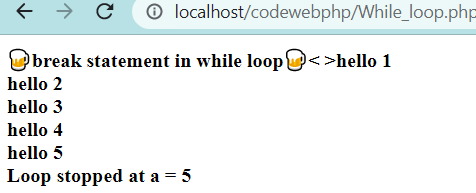 localhost/codewebphp/While_loop.php
🍺break statement in while loop🍺< >hello 1
hello 2
hello 3
hello 4
hello 5
Loop stopped at a = 5